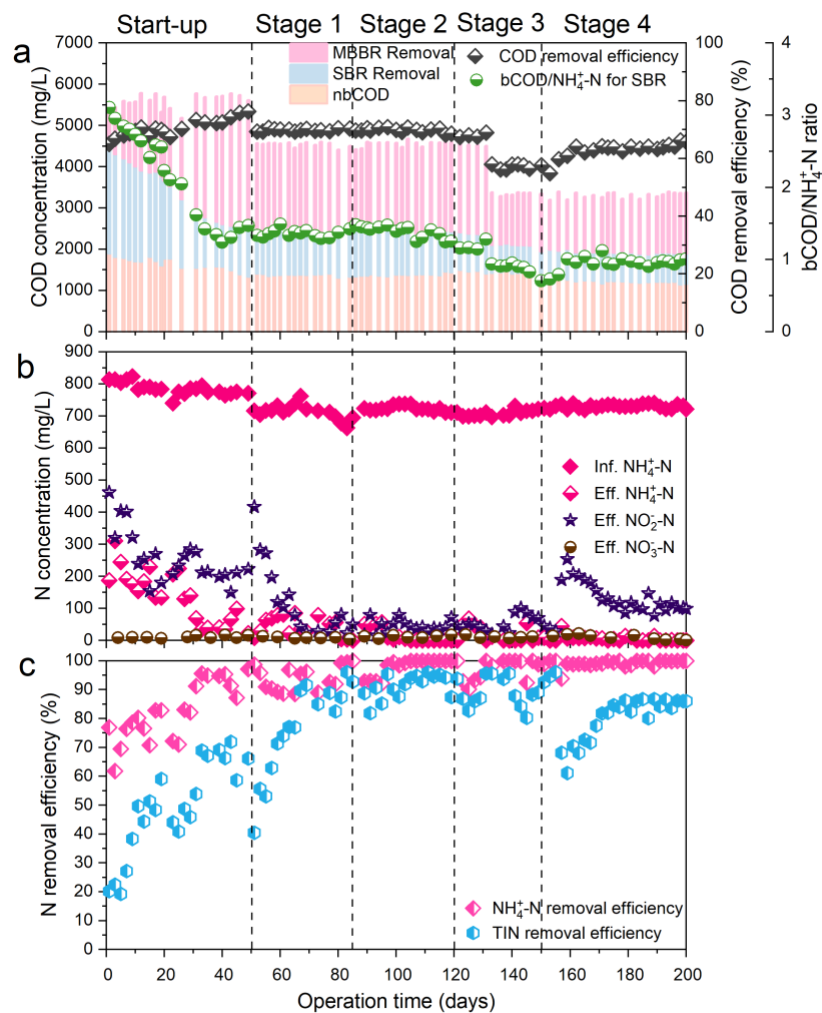 Start-up Stage 1 Stage 2 Stage 3 Stage 4
a
7000
6000
5000
4000
3000
2000
1000
0
COD concentration (mg/L)
MBBR Removal
SBR Removal
nbCOD
COD removal efficiency
bCOD/NH₄⁺-N for SBR
100
80
60
40
20
0
COD removal efficiency (%)
4
3
2
1
0
bCOD/NH₄⁺-N ratio
b
900
800
700
600
500
400
300
200
100
0
N concentration (mg/L)
Inf. NH₄⁺-N
Eff. NH₄⁺-N
Eff. NO₂⁻-N
Eff. NO₃⁻-N
c
100
90
80
70
60
50
40
30
20
10
0
N removal efficiency (%)
NH₄⁺-N removal efficiency
TIN removal efficiency
0 20 40 60 80 100 120 140 160 180 200
Operation time (days)